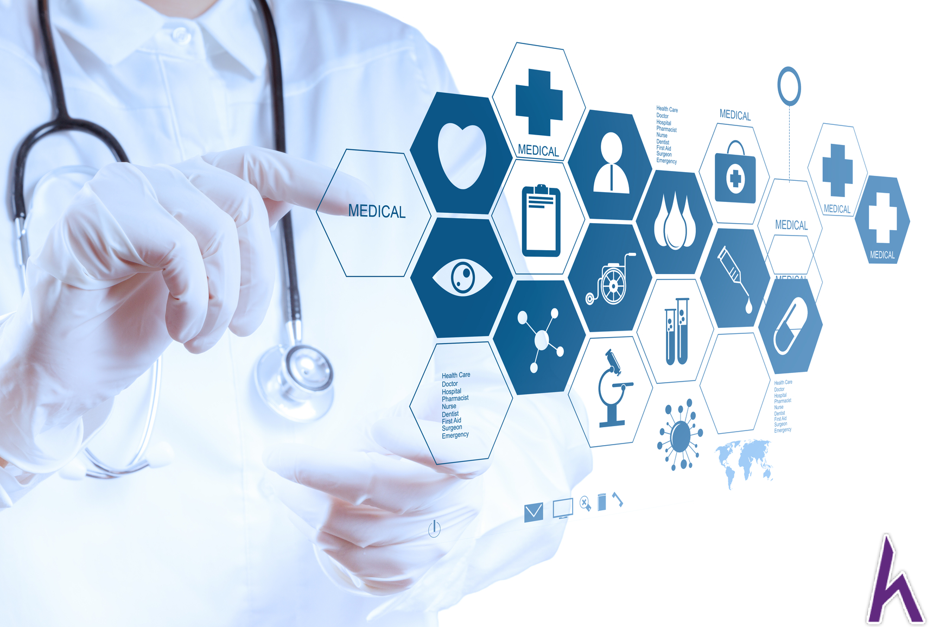 MEDICAL
MEDICAL
Health Care
Doctor
Hospital
Pharmacist
Nurse
Dentist
First Aid
Surgeon
Emergency
MEDICAL
MEDICAL
MEDICAL
MEDICAL
MEDICAL
Health Care
Doctor
Hospital
Pharmacist
Nurse
Dentist
First Aid
Surgeon
Emergency
Health Care
Doctor
Hospital
Pharmacist
Nurse
Dentist
First Aid
Surgeon
Emergency